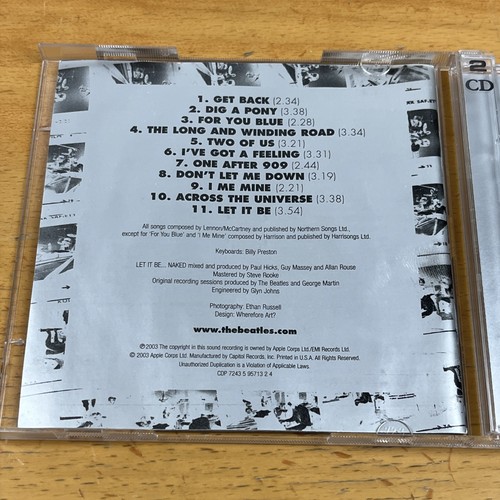 1. GET BACK (2.34)
2. DIG A PONY (3.38)
3. FOR YOU BLUE (2.28)
4. THE LONG AND WINDING ROAD (3.34)
5. TWO OF US (3.21)
6. I'VE GOT A FEELING (3.31)
7. ONE AFTER 909 (2.44)
8. DON'T LET ME DOWN (3.19)
9. I ME MINE (2.21)
10. ACROSS THE UNIVERSE (3.38)
11. LET IT BE (3.54)
All songs composed by Lennon/McCartney and published by Northern Songs Ltd.,
except for 'For You Blue' and 'I Me Mine' composed by Harrison and published by Harrisongs Ltd.
Keyboards: Billy Preston
LET IT BE... NAKED mixed and produced by Paul Hicks, Guy Massey and Allan Rouse
Mastered by Steve Rooke
Original recording sessions produced by The Beatles and George Martin
Engineered by Glyn Johns
Photography: Ethan Russell
Design: Wherefore Art?
www.thebeatles.com
℗ 2003 The copyright in this sound recording is owned by Apple Corps Ltd./EMI Records Ltd.
© 2003 Apple Corps Ltd. Manufactured by Capitol Records, Inc. Printed in U.S.A. All Rights Reserved.
Unauthorized Duplication is a Violation of Applicable Laws.
CDP 7243 5 95713 2 4
2
CD